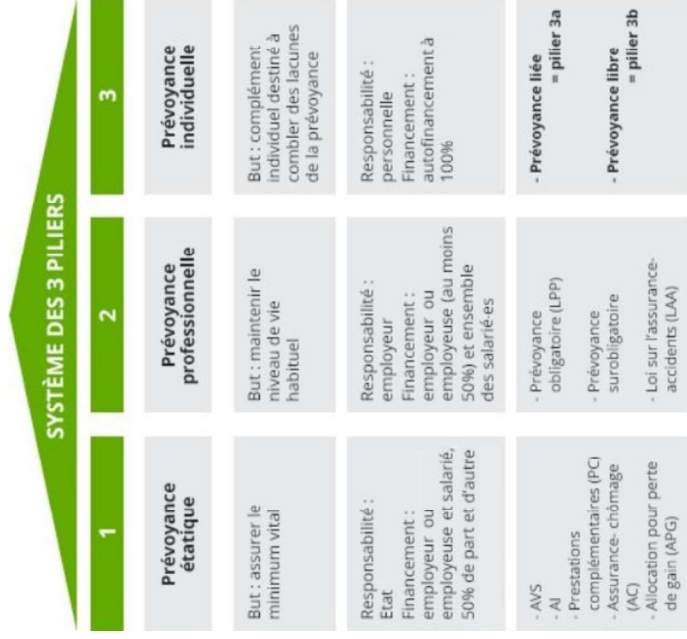 SYSTÈME DES 3 PILIERS
1
Prévoyance
étatique
But : assurer le
minimum vital
Responsabilité :
Etat
Financement :
employeur ou
employeuse et salarié,
50% de part et d'autre
- AVS
- AI
- Prestations
complémentaires (PC)
- Assurance- chômage
(AC)
- Allocation pour perte
de gain (APG)
2
Prévoyance
professionnelle
But : maintenir le
niveau de vie
habituel
Responsabilité :
employeur
Financement :
employeur ou
employeuse (au moins
50%) et ensemble
des salarié·es
- Prévoyance
obligatoire (LPP)
- Prévoyance
surobligatoire
- Loi sur l'assurance-
accidents (LAA)
3
Prévoyance
individuelle
But : complément
individuel destiné à
combler des lacunes
de la prévoyance
Responsabilité :
personnelle
Financement :
autofinancement à
100%
- Prévoyance liée
= pilier 3a
- Prévoyance libre
= pilier 3b